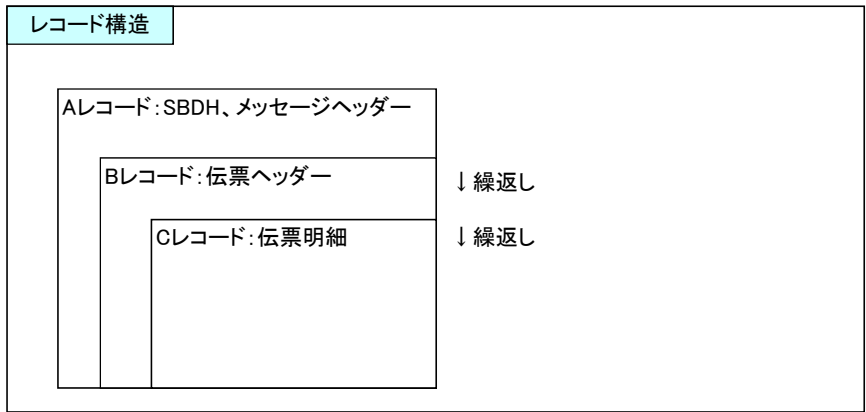 レコード構造
Aレコード：SBDH、メッセージヘッダー
Bレコード：伝票ヘッダー
↓繰返し
Cレコード：伝票明細
↓繰返し